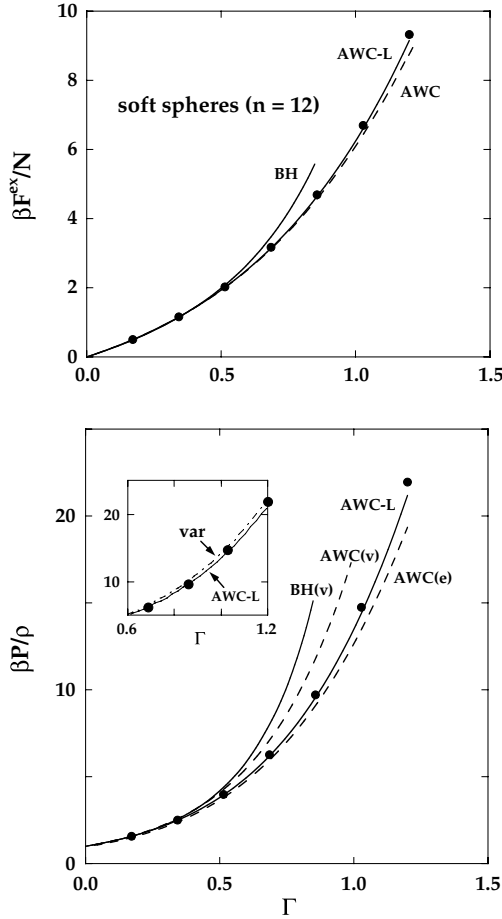 10
AWC-L
AWC
8
soft spheres (n = 12)
6
BH
βF^ex/N
4
2
0
0.0 0.5 1.0 1.5
20
20
AWC-L
var
AWC(v)
10
BH(v)
AWC(e)
AWC-L
0.6 Γ 1.2
βP/ρ
10
0
0.0 0.5 1.0 1.5
Γ